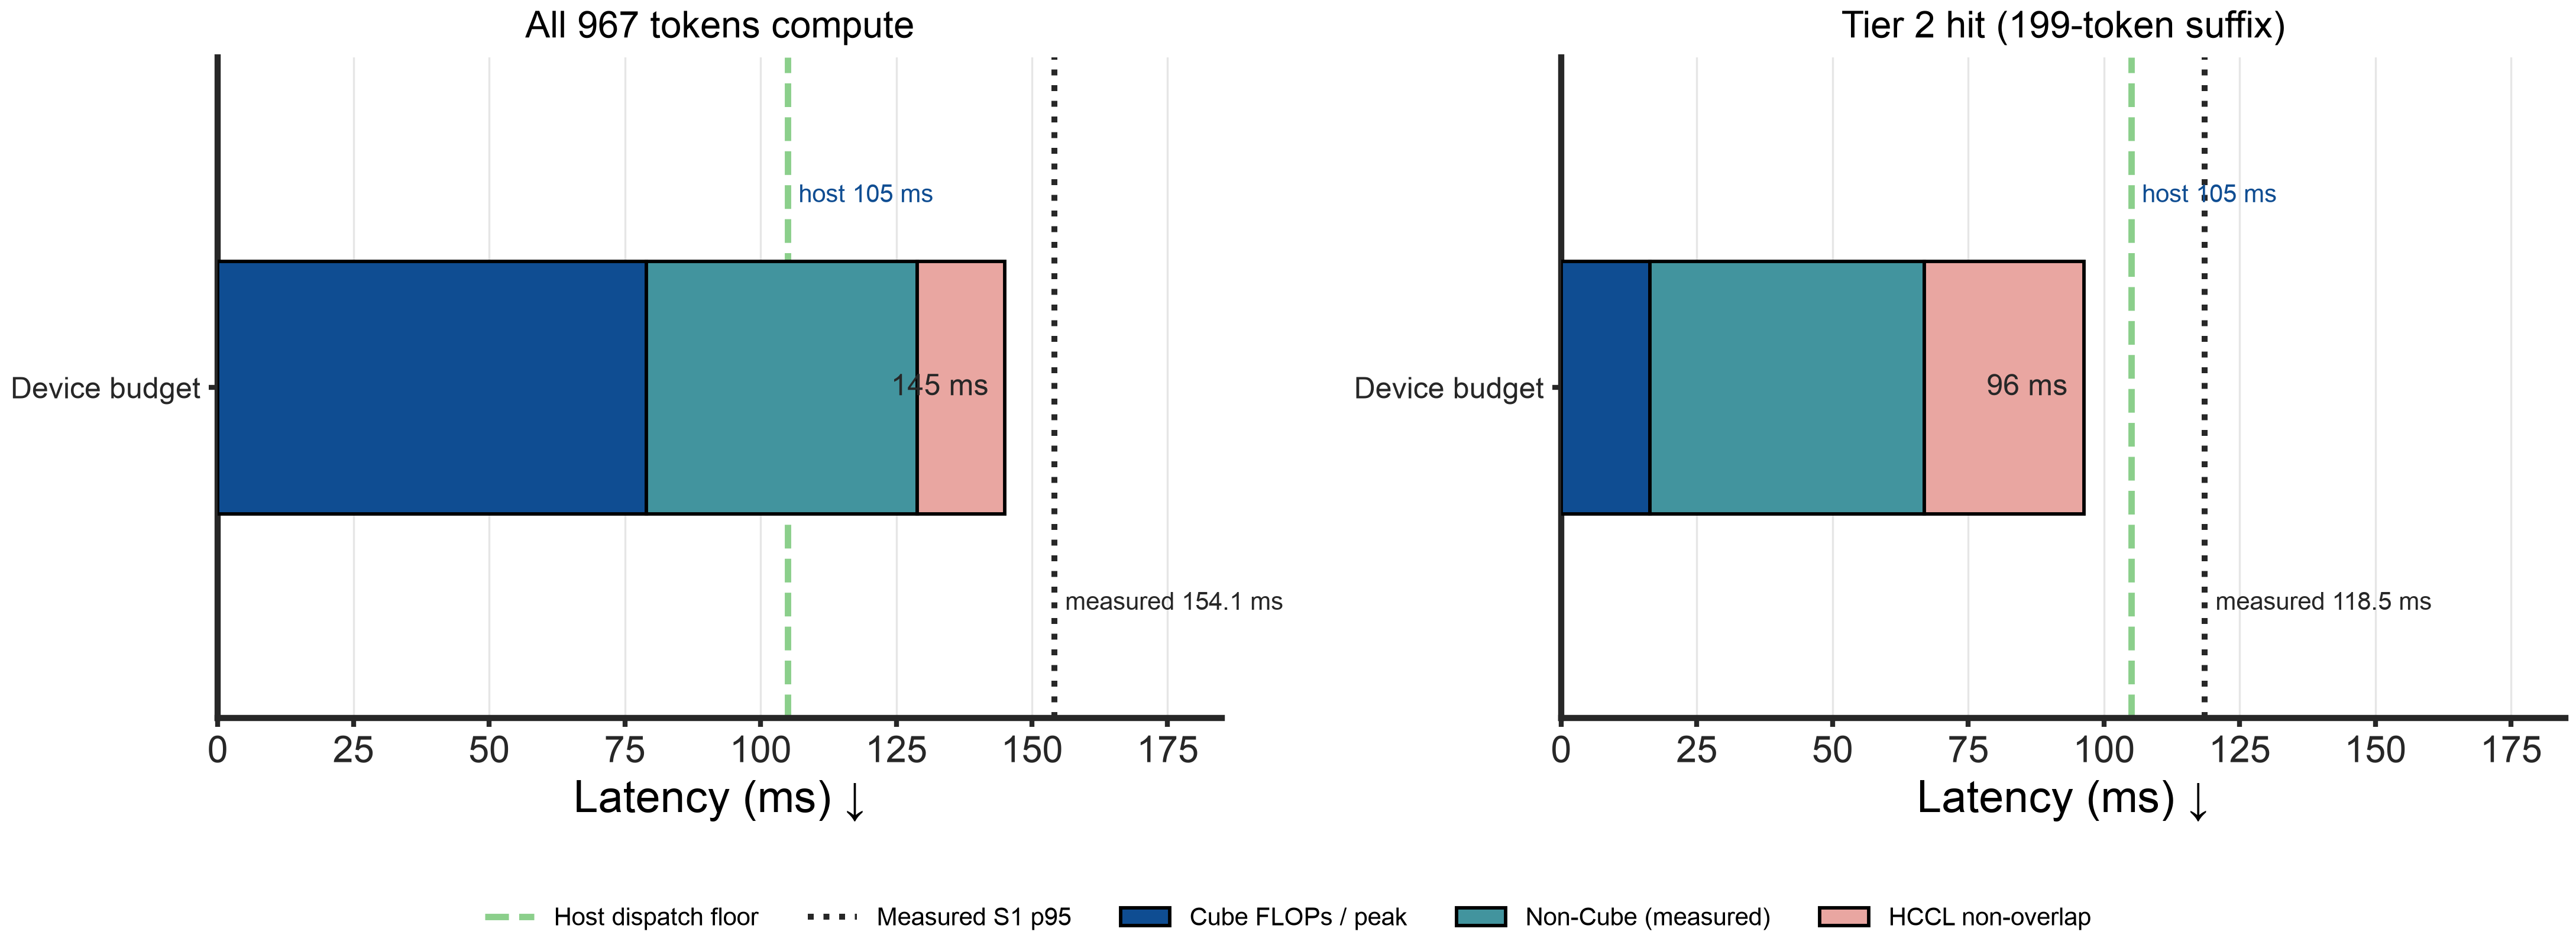 All 967 tokens compute
host 105 ms
Device budget
145 ms
measured 154.1 ms
0 25 50 75 100 125 150 175
Latency (ms) ↓
Tier 2 hit (199-token suffix)
host 105 ms
Device budget
96 ms
measured 118.5 ms
0 25 50 75 100 125 150 175
Latency (ms) ↓
Host dispatch floor Measured S1 p95 Cube FLOPs / peak Non-Cube (measured) HCCL non-overlap